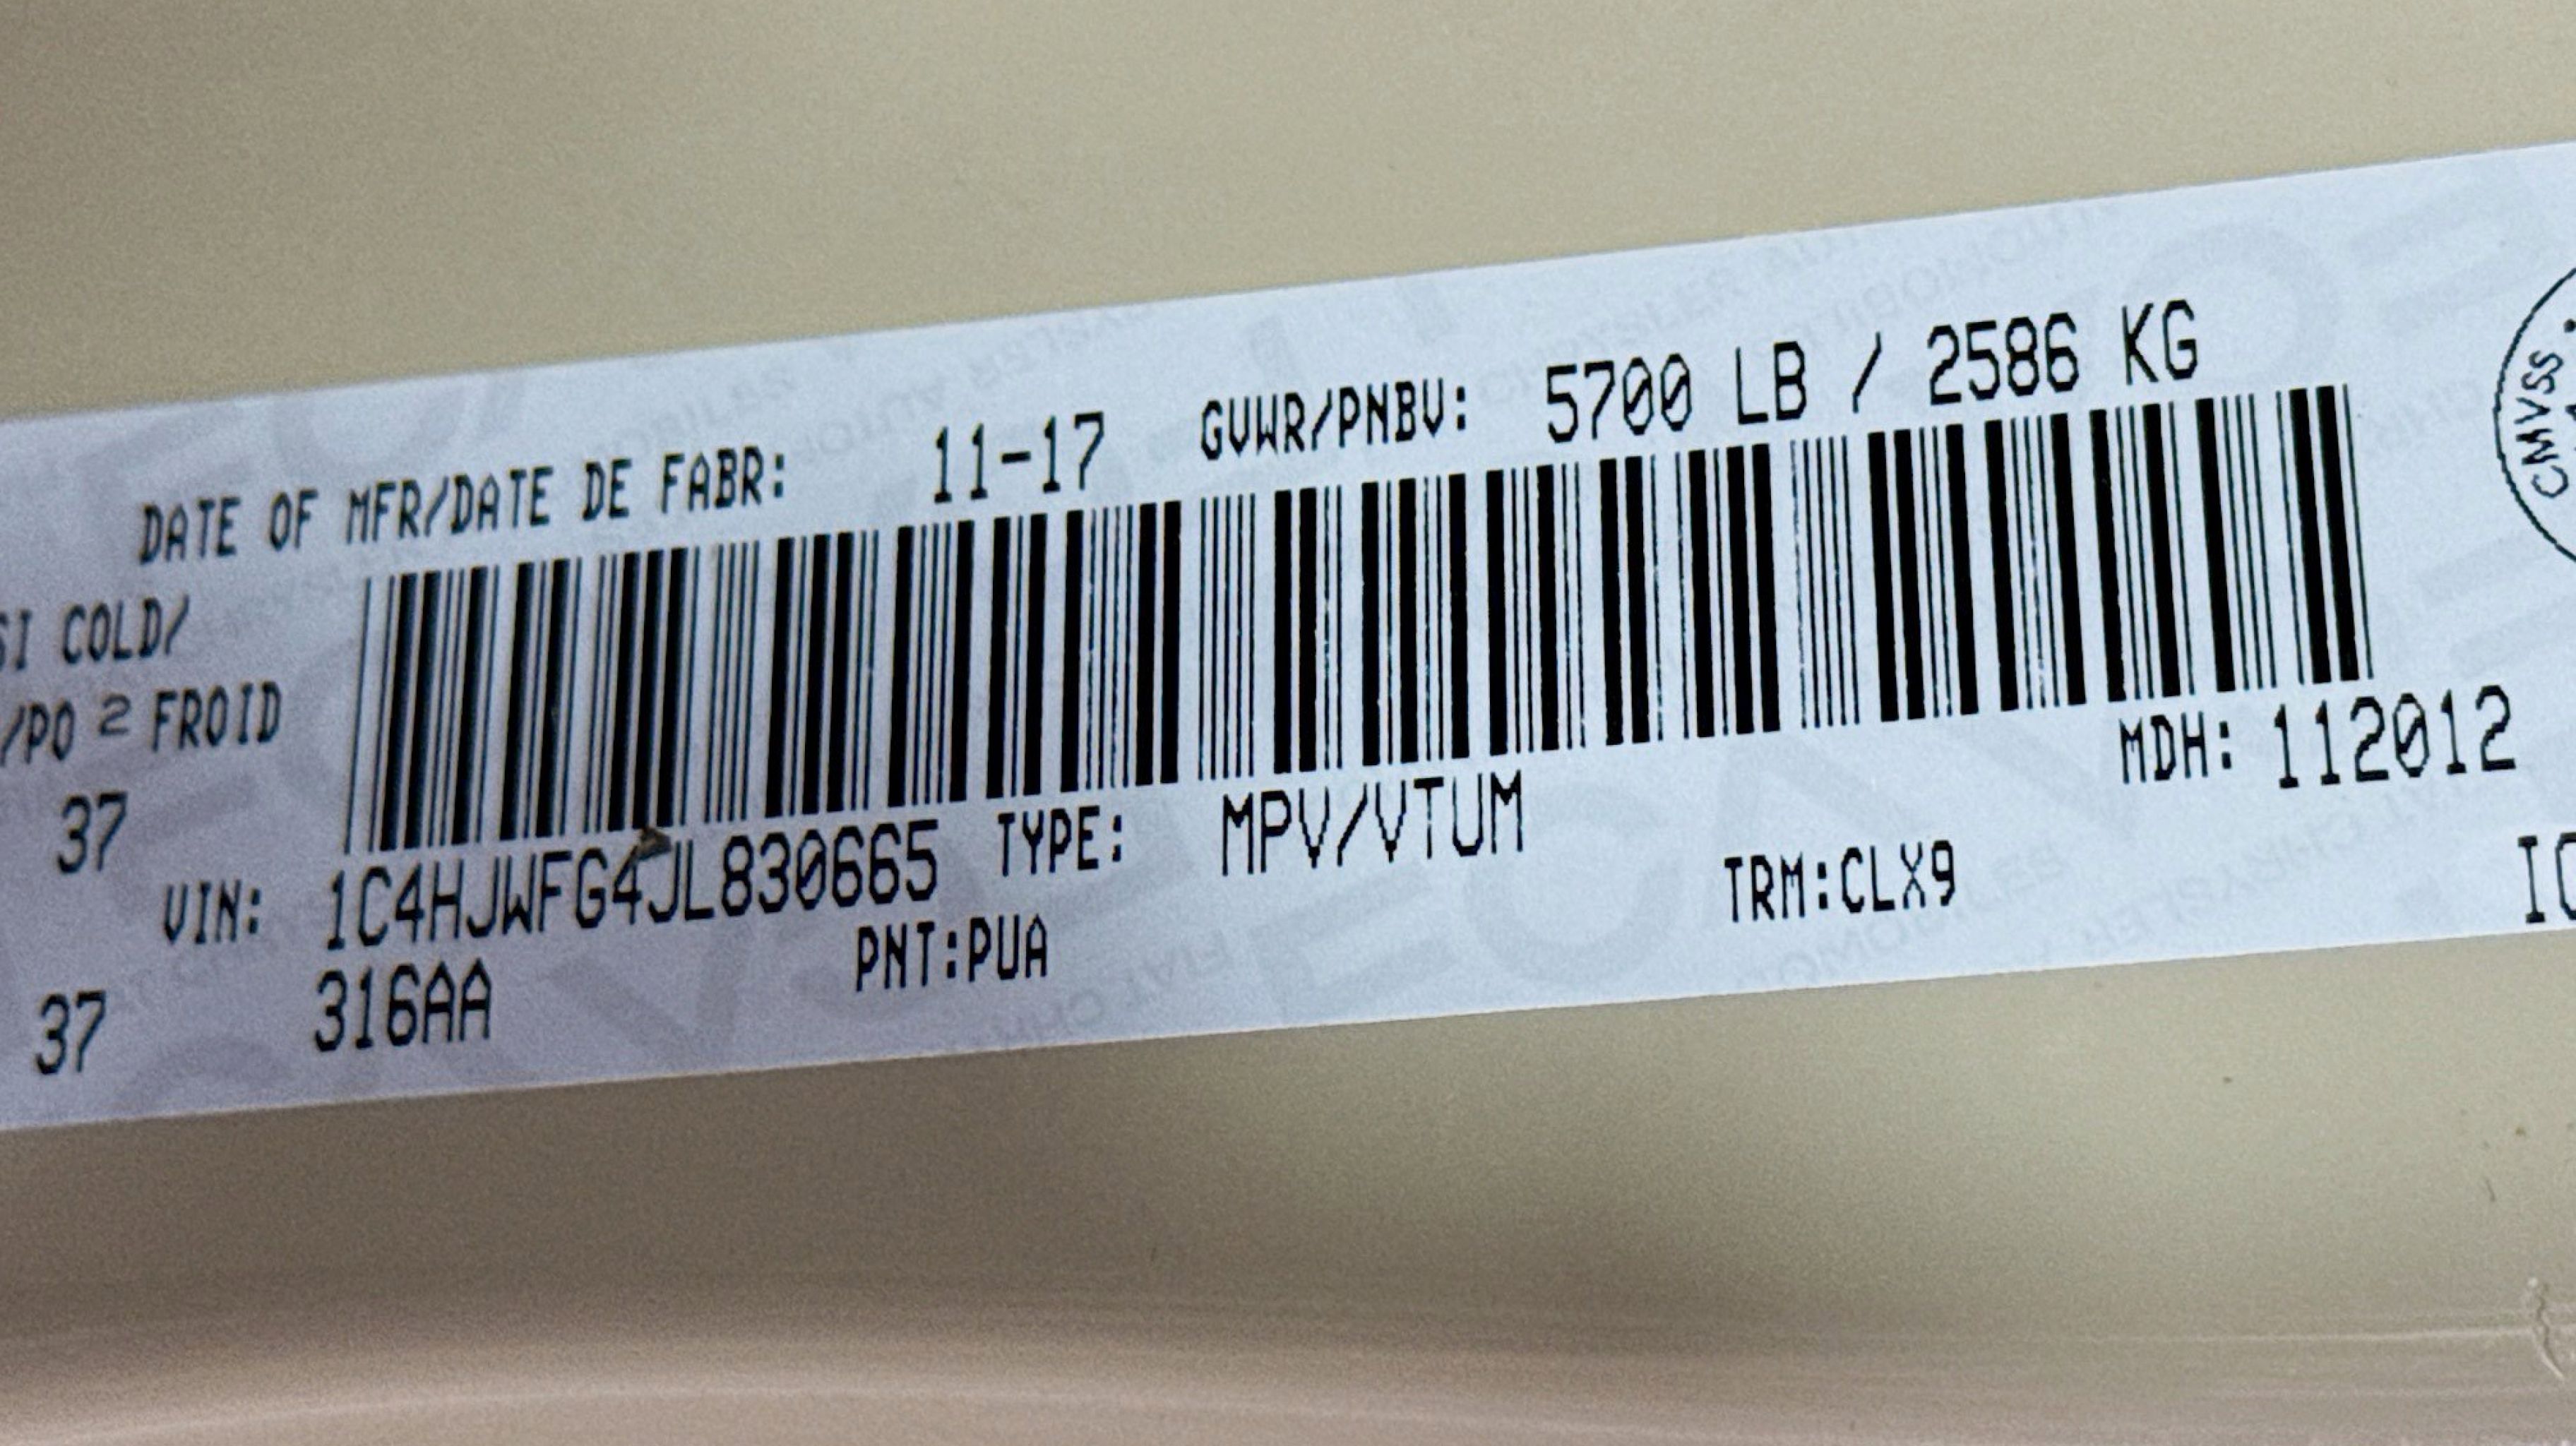 DATE OF MFR/DATE DE FABR: 11-17 GVWR/PNBV: 5700 LB / 2586 KG
SI COLD/
/PO 2 FROID
37
VIN: 1C4HJWFG4JL830665 TYPE: MPV/VTUM MDH: 112012
37 316AA PNT:PUA TRM:CLX9
CMVSS